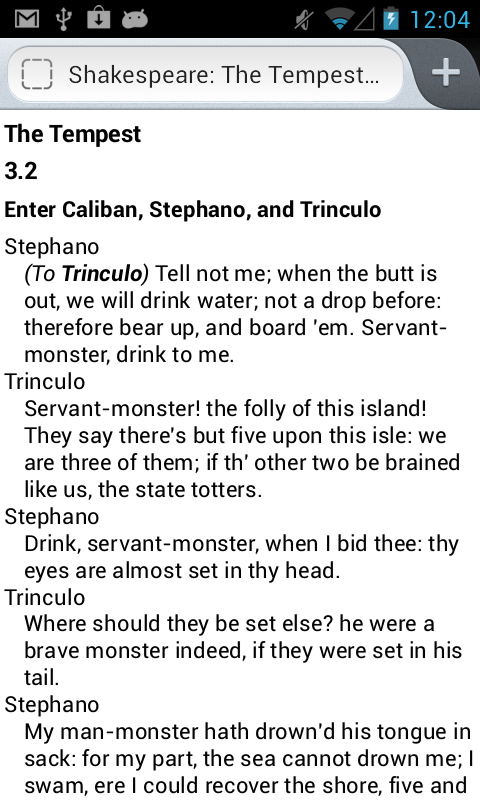 12:04
Shakespeare: The Tempest...
The Tempest
3.2
Enter Caliban, Stephano, and Trinculo
Stephano
(To Trinculo) Tell not me; when the butt is
out, we will drink water; not a drop before:
therefore bear up, and board 'em. Servant-
monster, drink to me.
Trinculo
Servant-monster! the folly of this island!
They say there's but five upon this isle: we
are three of them; if th' other two be brained
like us, the state totters.
Stephano
Drink, servant-monster, when I bid thee: thy
eyes are almost set in thy head.
Trinculo
Where should they be set else? he were a
brave monster indeed, if they were set in his
tail.
Stephano
My man-monster hath drown'd his tongue in
sack: for my part, the sea cannot drown me; I
swam, ere I could recover the shore, five and